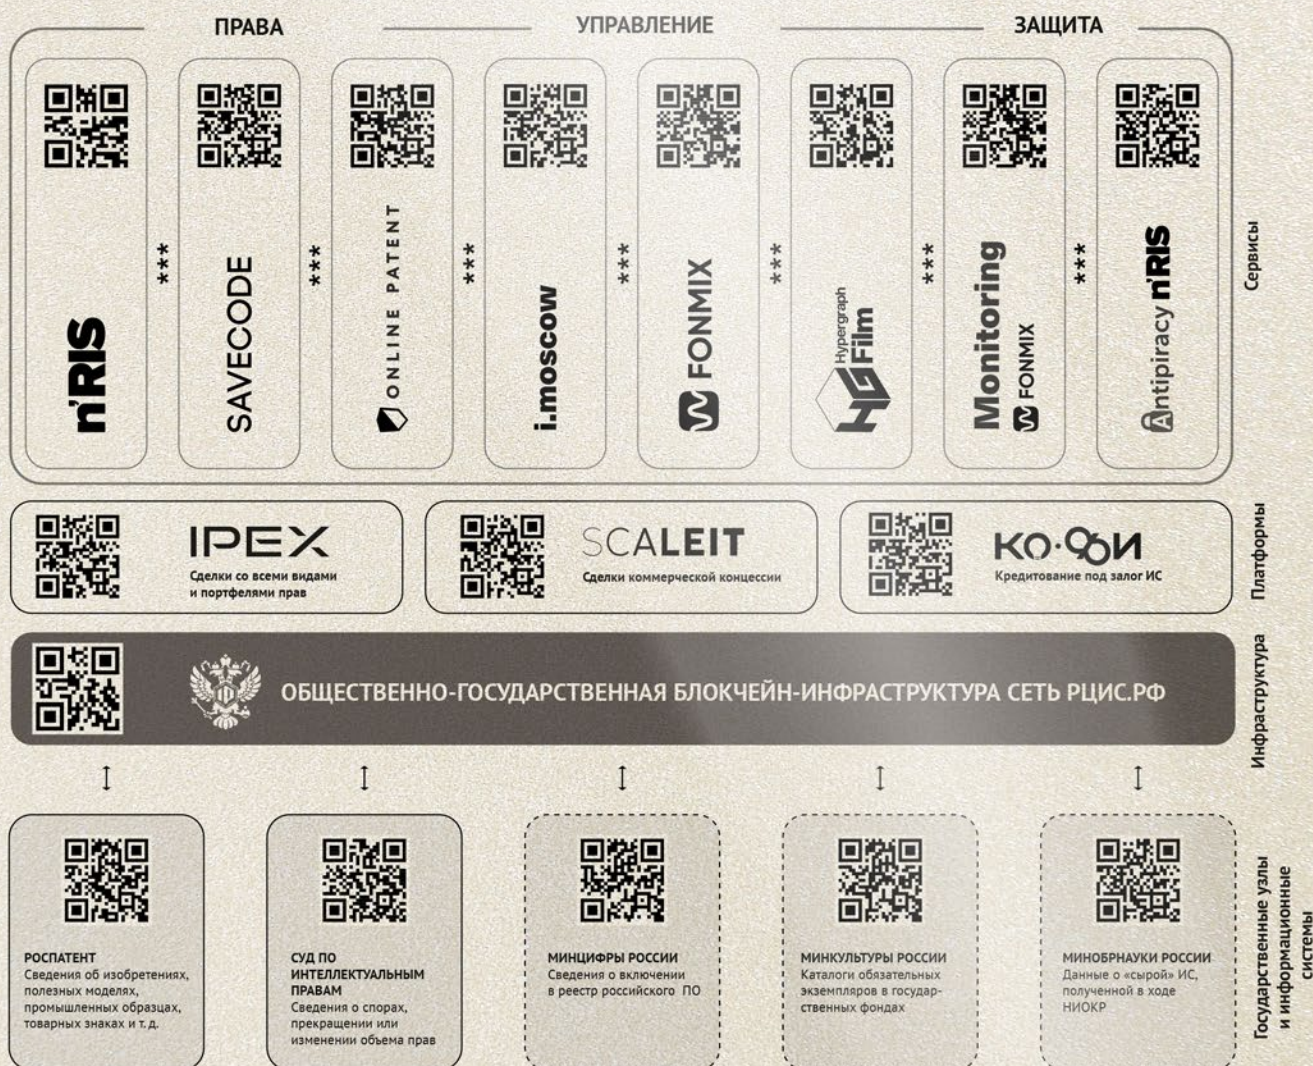 ПРАВА
УПРАВЛЕНИЕ
ЗАЩИТА
n'RIS
***
SAVECODE
***
ONLINE PATENT
***
i.moscow
***
FONMIX
***
HG Hypergraph
Film
***
Monitoring
FONMIX
***
Antipiracy n'RIS
Сервисы
IPEX
Сделки со всеми видами
и портфелями прав
SCALEIT
Сделки коммерческой концессии
КО·ФИ
Кредитование под залог ИС
Платформы
ОБЩЕСТВЕННО-ГОСУДАРСТВЕННАЯ БЛОКЧЕЙН-ИНФРАСТРУКТУРА СЕТЬ РЦИС.РФ
Инфраструктура
РОСПАТЕНТ
Сведения об изобретениях,
полезных моделях,
промышленных образцах,
товарных знаках и т. д.
СУД ПО
ИНТЕЛЛЕКТУАЛЬНЫМ
ПРАВАМ
Сведения о спорах,
прекращении или
изменении объема прав
МИНЦИФРЫ РОССИИ
Сведения о включении
в реестр российского ПО
МИНКУЛЬТУРЫ РОССИИ
Каталоги обязательных
экземпляров в государ-
ственных фондах
МИНОБРНАУКИ РОССИИ
Данные о «сырой» ИС,
полученной в ходе
НИОКР
Государственные узлы
и информационные
системы